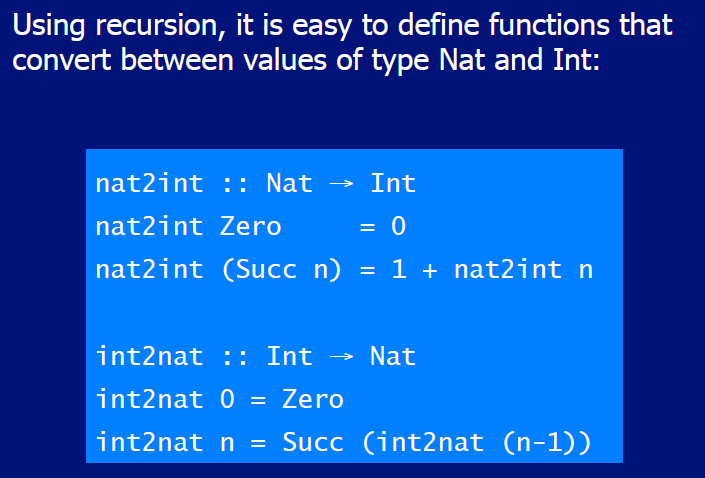 Using recursion, it is easy to define functions that
convert between values of type Nat and Int:
nat2int :: Nat → Int
nat2int Zero     = 0
nat2int (Succ n) = 1 + nat2int n
int2nat :: Int → Nat
int2nat 0 = Zero
int2nat n = Succ (int2nat (n-1))